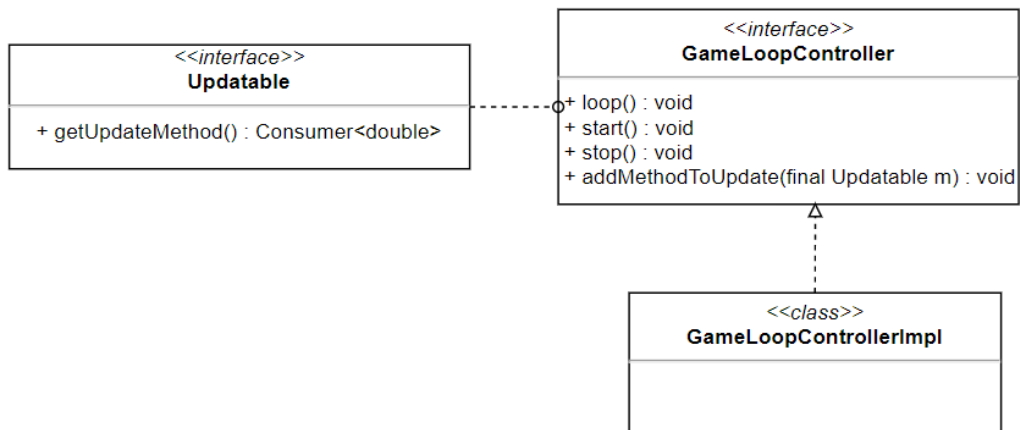 <<interface>>
Updatable
+ getUpdateMethod() : Consumer<double>
<<interface>>
GameLoopController
+ loop() : void
+ start() : void
+ stop() : void
+ addMethodToUpdate(final Updatable m) : void
<<class>>
GameLoopControllerImpl